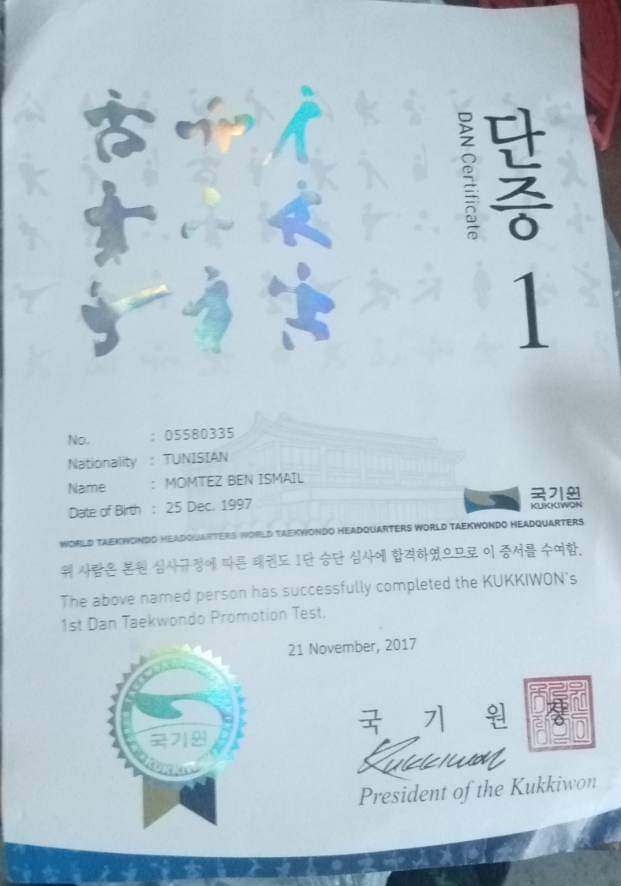 단증
DAN Certificate
1
No. : 05580335
Nationality : TUNISIAN
Name : MOMTEZ BEN ISMAIL
Date of Birth : 25 Dec. 1997
국기원
KUKKIWON
WORLD TAEKWONDO HEADQUARTERS WORLD TAEKWONDO HEADQUARTERS WORLD TAEKWONDO HEADQUARTERS
위 사람은 본원 심사규정에 따른 태권도 1단 승단 심사에 합격하였으므로 이 증서를 수여함.
The above named person has successfully completed the KUKKIWON's
1st Dan Taekwondo Promotion Test.
21 November, 2017
국기원
KUKKIWON
국 기 원 장
Kukkiwon
President of the Kukkiwon